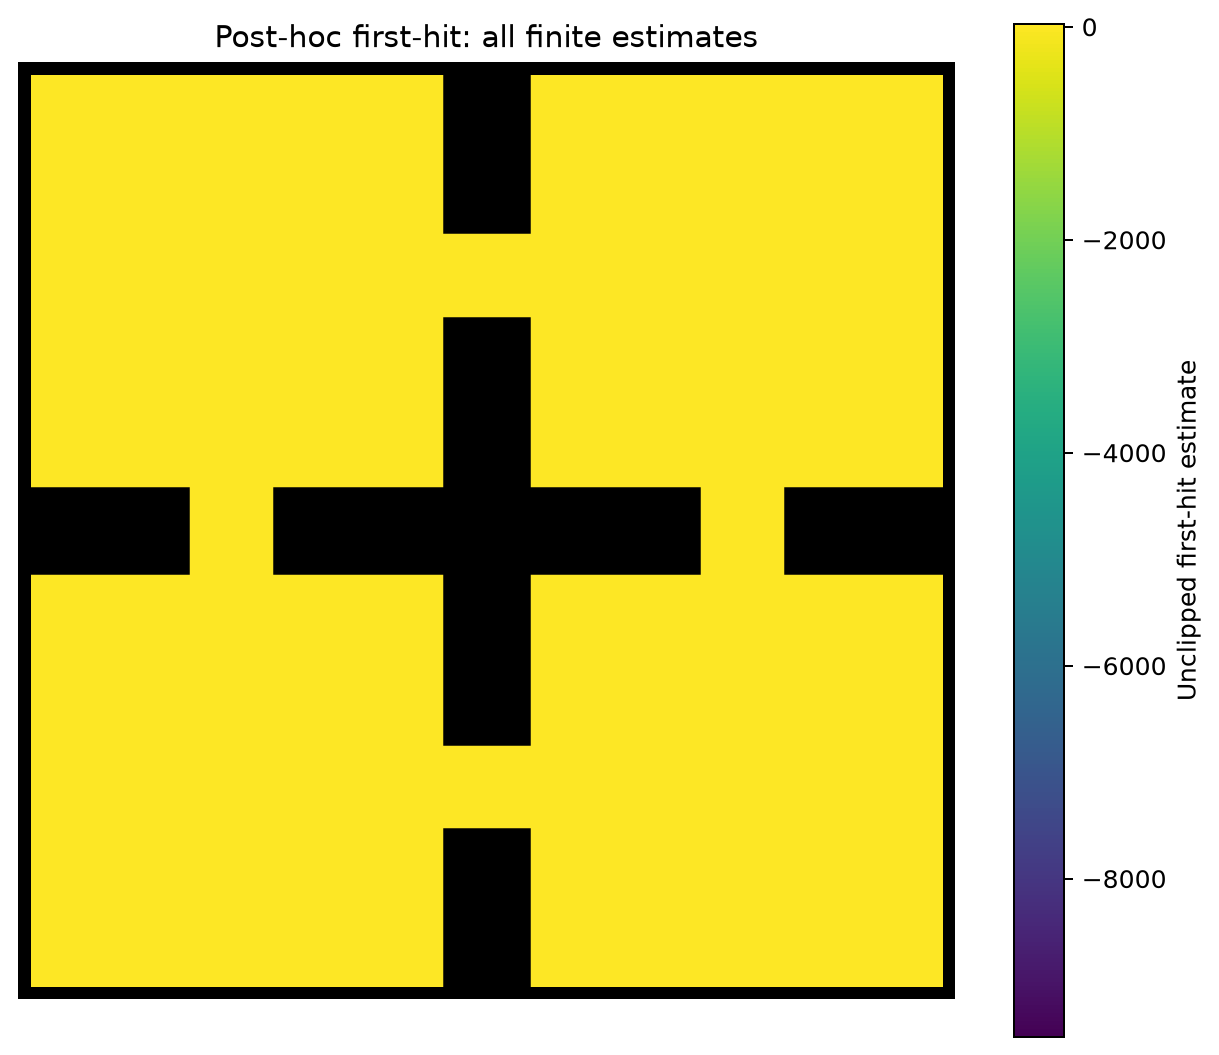 Post-hoc first-hit: all finite estimates
0
−2000
−4000
−6000
−8000
Unclipped first-hit estimate